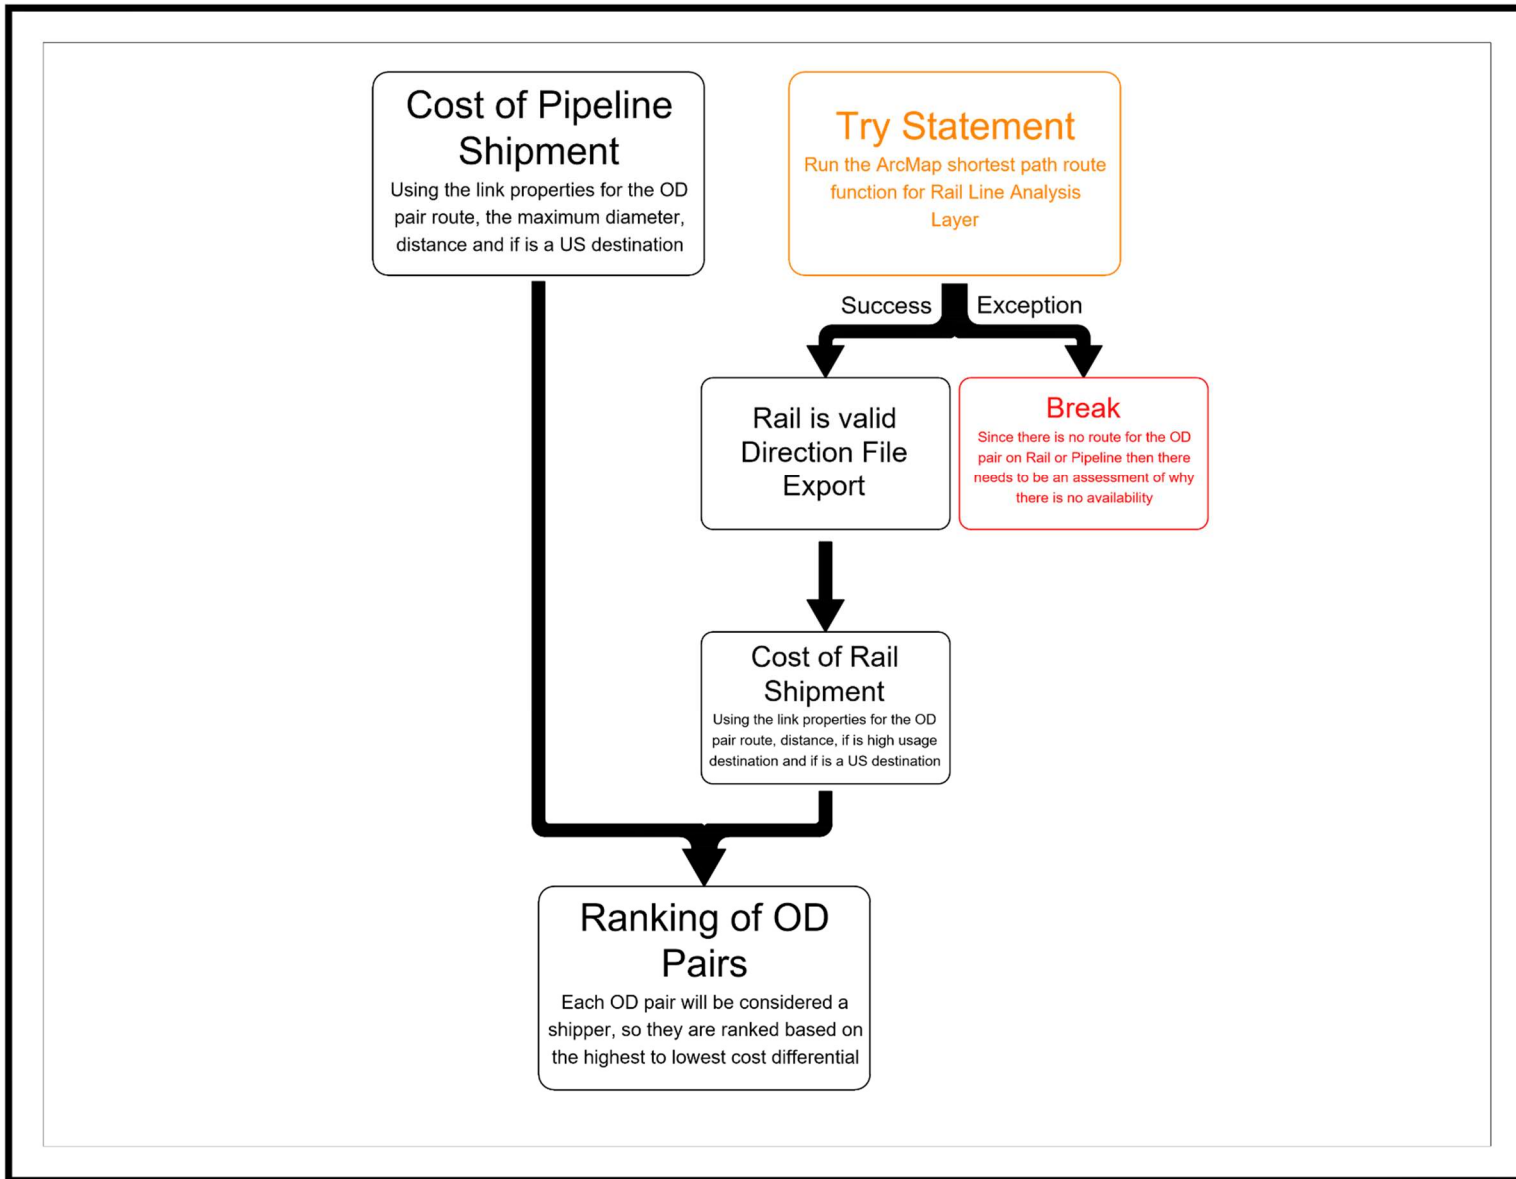 Cost of Pipeline
Shipment
Using the link properties for the OD
pair route, the maximum diameter,
distance and if is a US destination
Try Statement
Run the ArcMap shortest path route
function for Rail Line Analysis
Layer
Success
Exception
Rail is valid
Direction File
Export
Break
Since there is no route for the OD
pair on Rail or Pipeline then there
needs to be an assessment of why
there is no availability
Cost of Rail
Shipment
Using the link properties for the OD
pair route, distance, if is high usage
destination and if is a US destination
Ranking of OD
Pairs
Each OD pair will be considered a
shipper, so they are ranked based on
the highest to lowest cost differential